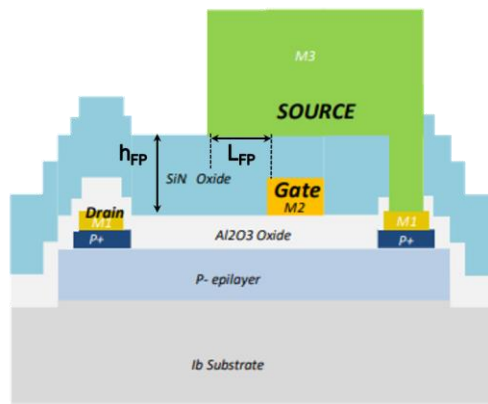 M3
SOURCE
hFP
LFP
SiN Oxide
Gate
M2
Drain
M1
P+
M1
P+
Al2O3 Oxide
P- epilayer
Ib Substrate